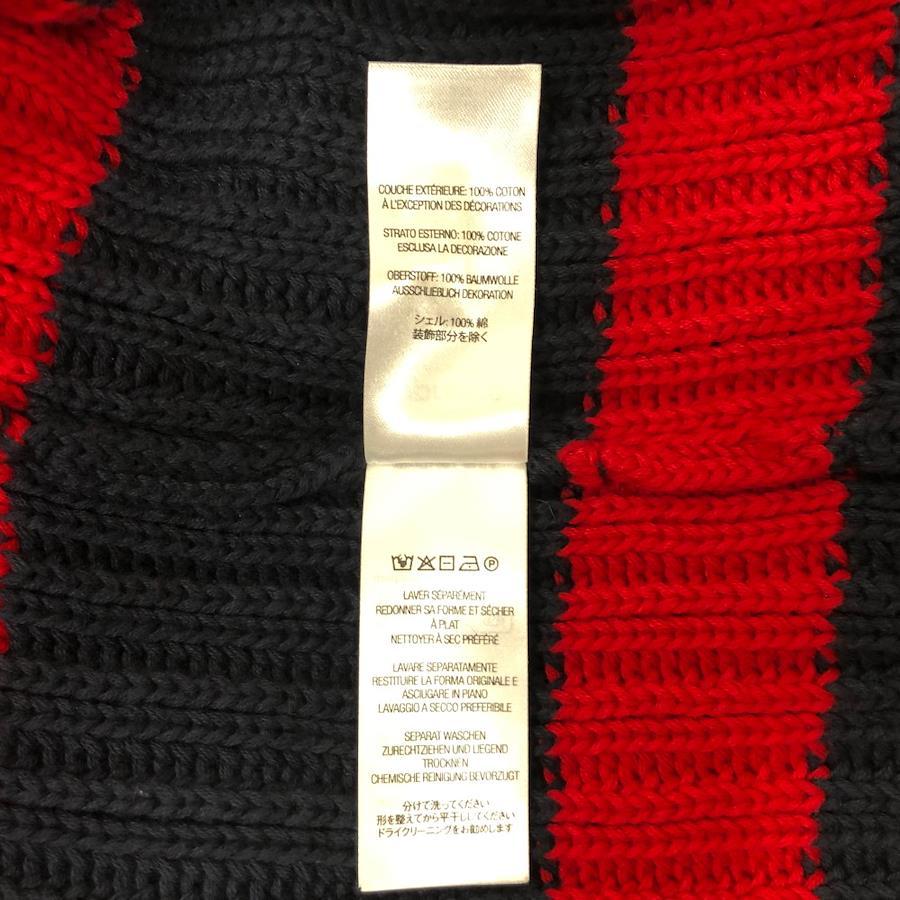 COUCHE EXTÉRIEURE: 100% COTON
À L'EXCEPTION DES DÉCORATIONS
STRATO ESTERNO: 100% COTONE
ESCLUSA LA DECORAZIONE
OBERSTOFF: 100% BAUMWOLLE
AUSSCHLIEBLICH DEKORATION
シェル: 100% 綿
装飾部分を除く
LAVER SÉPARÉMENT
REDONNER SA FORME ET SÉCHER
À PLAT
NETTOYER À SEC PRÉFÉRÉ
LAVARE SEPARATAMENTE
RESTITUIRE LA FORMA ORIGINALE E
ASCIUGARE IN PIANO
LAVAGGIO A SECCO PREFERIBILE
SEPARAT WASCHEN
ZURECHTZIEHEN UND LIEGEND
TROCKNEN
CHEMISCHE REINIGUNG BEVORZUGT
分けて洗ってください
形を整えてから平干ししてください
ドライクリーニングをお勧めします